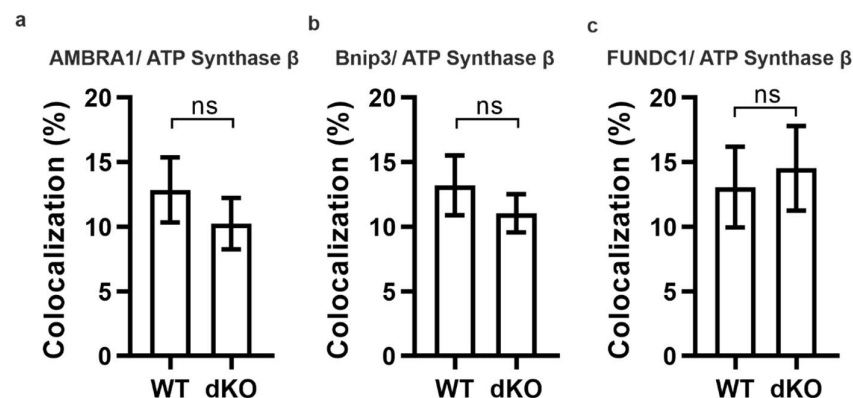 a
AMBRA1/ ATP Synthase β
Colocalization (%)
20
15
10
5
0
ns
WT dKO
b
Bnip3/ ATP Synthase β
Colocalization (%)
20
15
10
5
0
ns
WT dKO
c
FUNDC1/ ATP Synthase β
Colocalization (%)
20
15
10
5
0
ns
WT dKO